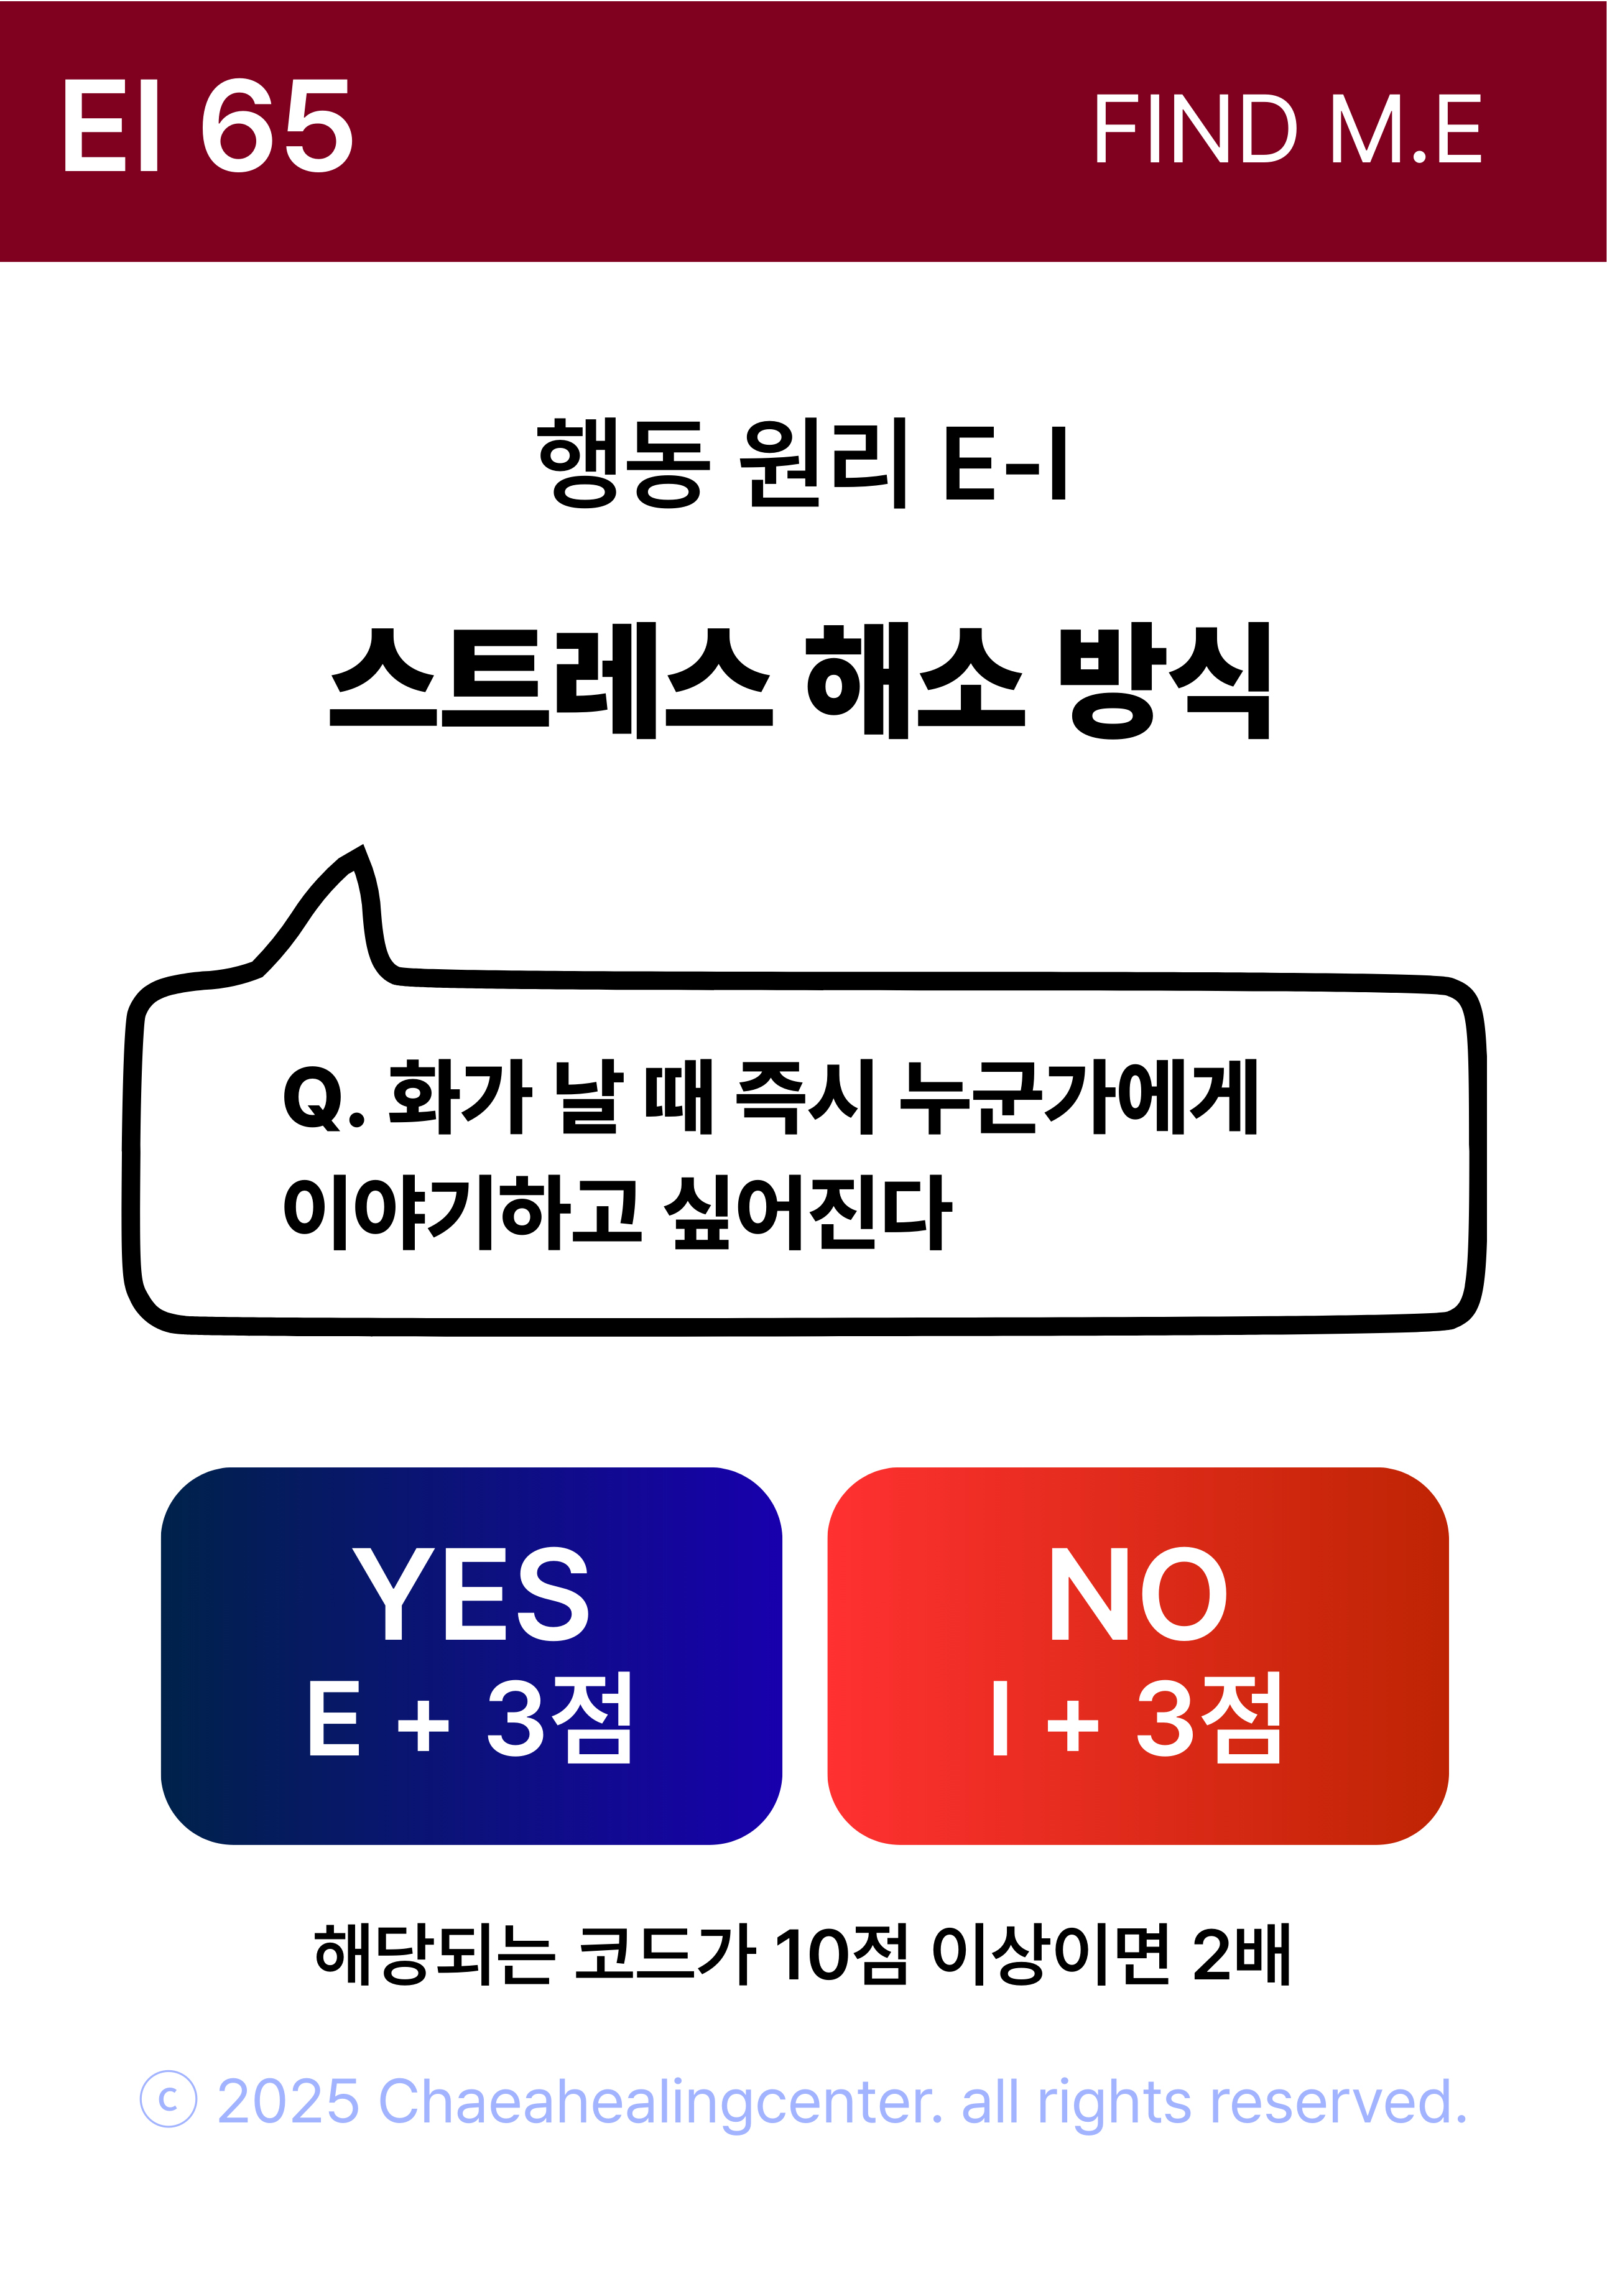 EI 65
FIND M.E
행동 원리 E-I
스트레스 해소 방식
Q. 화가 날 때 즉시 누군가에게
이야기하고 싶어진다
YES
E + 3점
NO
I + 3점
해당되는 코드가 10점 이상이면 2배
© 2025 Chaeahealingcenter. all rights reserved.